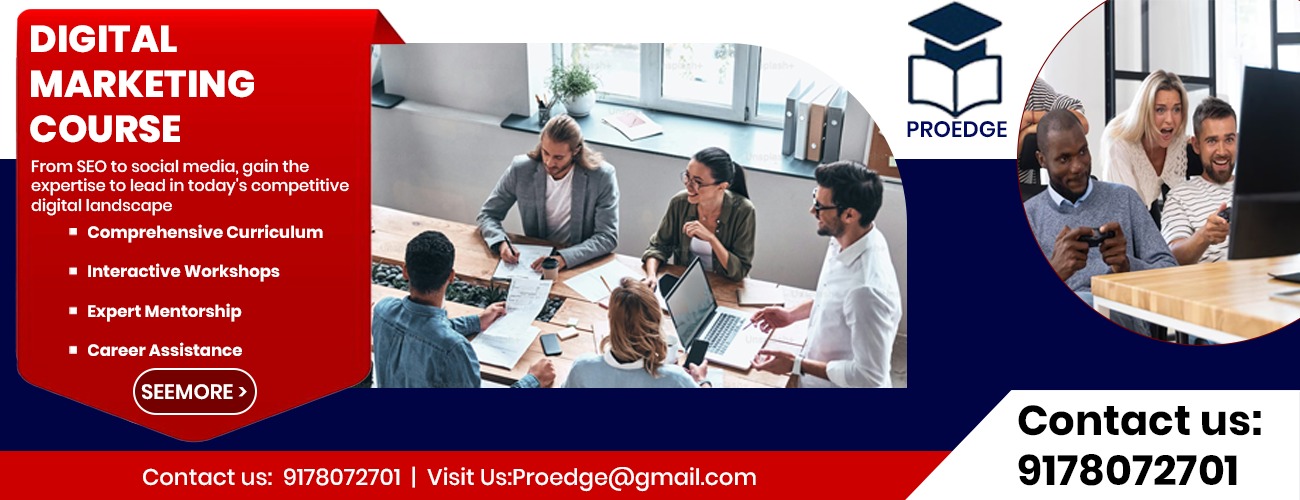 DIGITAL
MARKETING
COURSE
From SEO to social media, gain the
expertise to lead in today's competitive
digital landscape
Comprehensive Curriculum
Interactive Workshops
Expert Mentorship
Career Assistance
SEEMORE >
PROEDGE
Contact us: 9178072701 | Visit Us:Proedge@gmail.com
Contact us:
9178072701